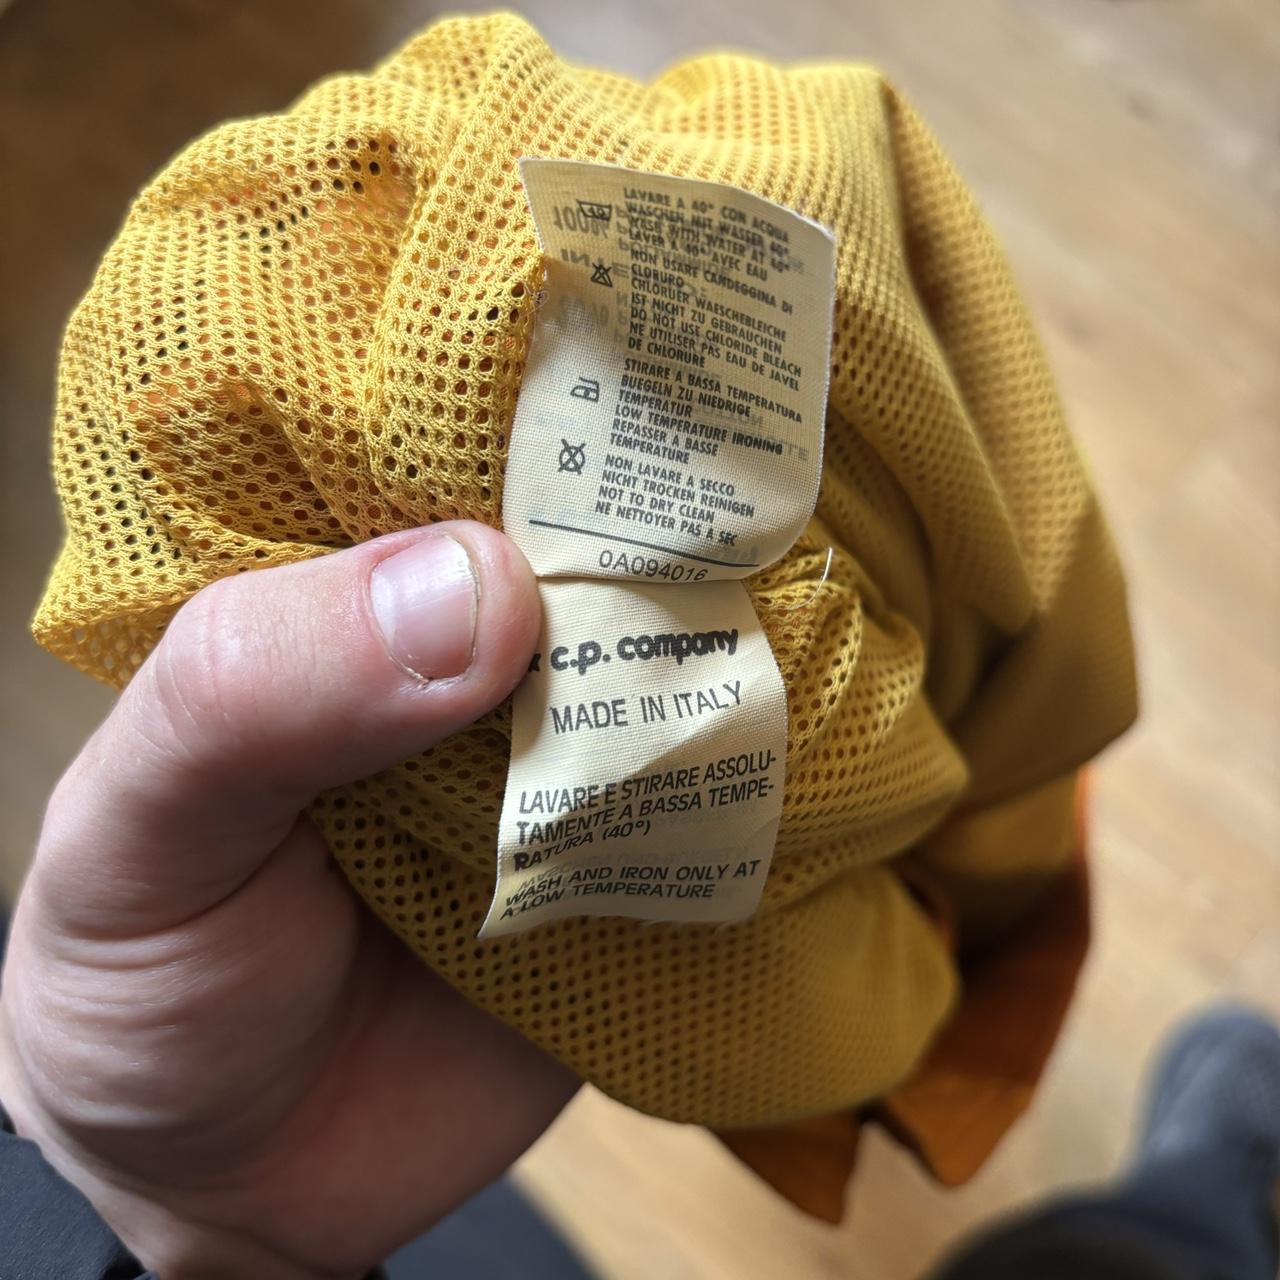 LAVARE A 40° CON ACQUA
WASCHEN MIT WASSER 40°
WASH WITH WATER AT 40°
LAVER A 40° AVEC EAU
NON USARE CANDEGGINA DI
CLORURO
CHLORUER WAESCHEBLEICHE
IST NICHT ZU GEBRAUCHEN
DO NOT USE CHLORIDE BLEACH
NE UTILISER PAS EAU DE JAVEL
DE CHLORURE
STIRARE A BASSA TEMPERATURA
BUEGELN ZU NIEDRIGE
TEMPERATUR
LOW TEMPERATURE IRONING
REPASSER A BASSE
TEMPERATURE
NON LAVARE A SECCO
NICHT TROCKEN REINIGEN
NOT TO DRY CLEAN
NE NETTOYER PAS A SEC
0A094016
c.p. company
MADE IN ITALY
LAVARE E STIRARE ASSOLU-
TAMENTE A BASSA TEMPE-
RATURA (40°)
WASH AND IRON ONLY AT
A LOW TEMPERATURE